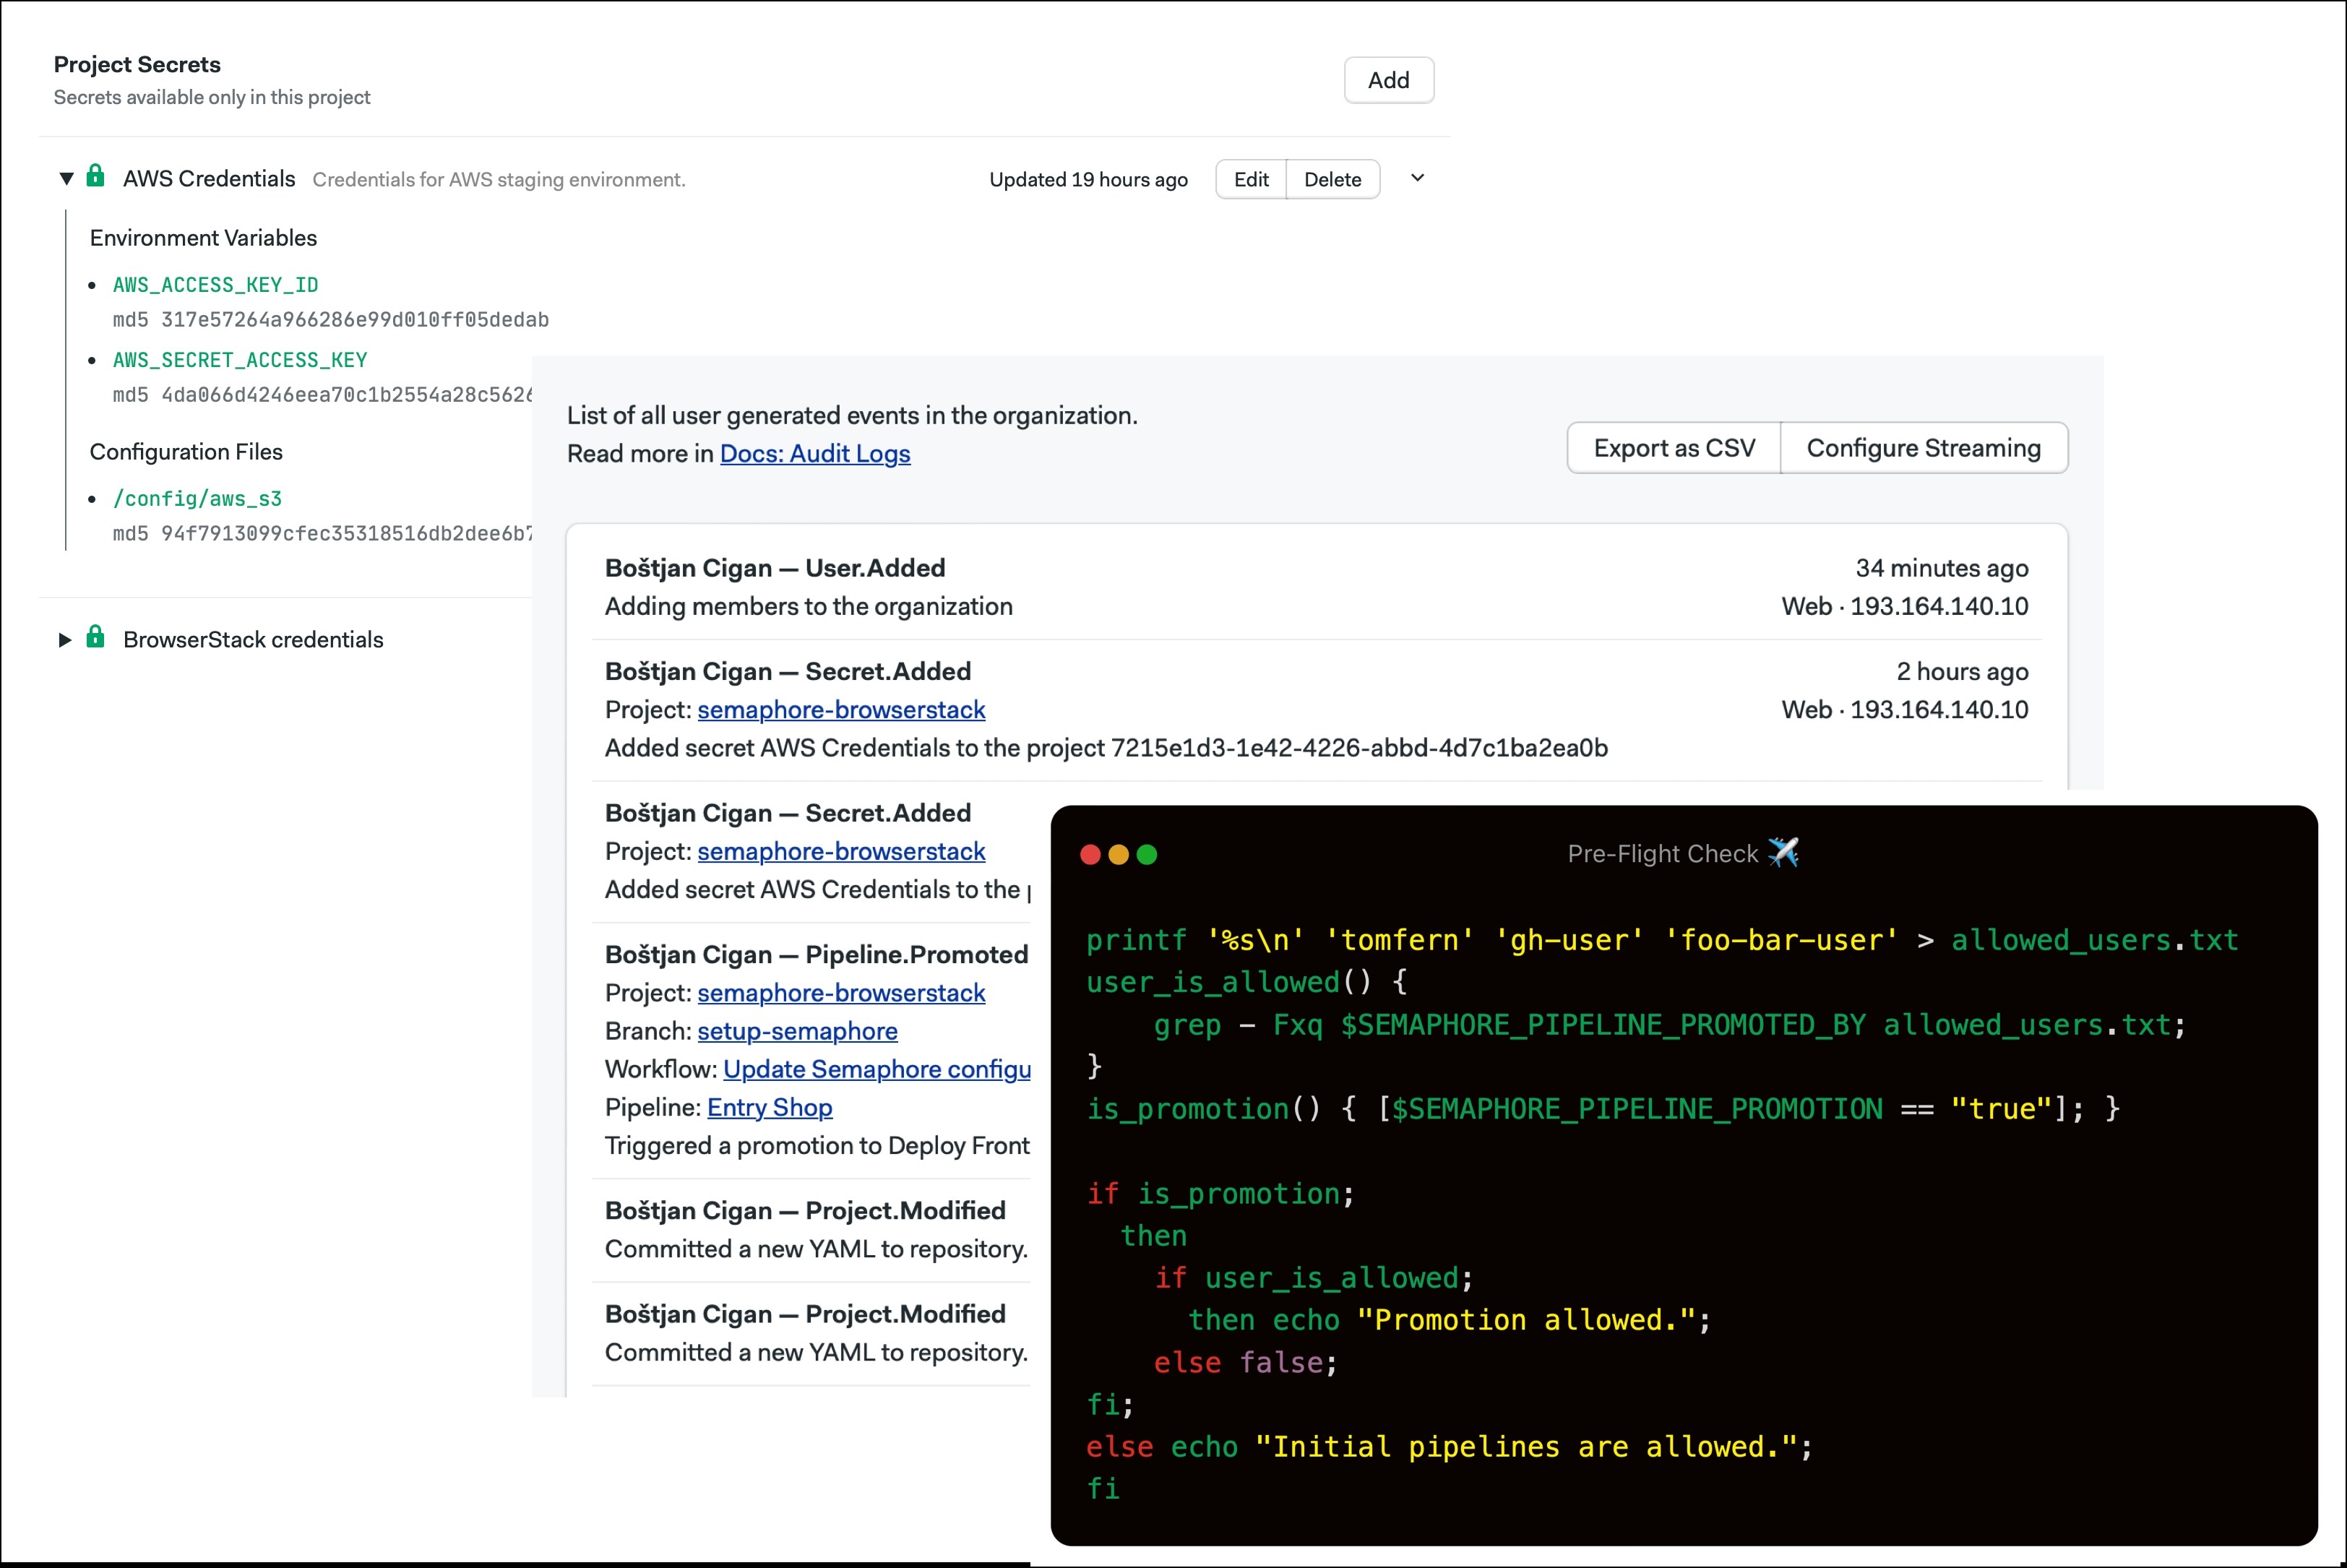 Project Secrets
Secrets available only in this project
Add
AWS Credentials Credentials for AWS staging environment.
Updated 19 hours ago
Edit Delete
Environment Variables
AWS_ACCESS_KEY_ID
md5 317e57264a966286e99d010ff05dedab
AWS_SECRET_ACCESS_KEY
md5 4da066d4246eea70c1b2554a28c5626
Configuration Files
/config/aws_s3
md5 94f7913099cfec35318516db2dee6b7
BrowserStack credentials
List of all user generated events in the organization.
Read more in Docs: Audit Logs
Export as CSV Configure Streaming
Boštjan Cigan — User.Added 34 minutes ago
Adding members to the organization Web · 193.164.140.10
Boštjan Cigan — Secret.Added 2 hours ago
Project: semaphore-browserstack Web · 193.164.140.10
Added secret AWS Credentials to the project 7215e1d3-1e42-4226-abbd-4d7c1ba2ea0b
Boštjan Cigan — Secret.Added
Project: semaphore-browserstack
Added secret AWS Credentials to the
Boštjan Cigan — Pipeline.Promoted
Project: semaphore-browserstack
Branch: setup-semaphore
Workflow: Update Semaphore configu
Pipeline: Entry Shop
Triggered a promotion to Deploy Front
Boštjan Cigan — Project.Modified
Committed a new YAML to repository.
Boštjan Cigan — Project.Modified
Committed a new YAML to repository.
Pre-Flight Check ✈️
printf '%s\n' 'tomfern' 'gh-user' 'foo-bar-user' > allowed_users.txt
user_is_allowed() {
grep – Fxq $SEMAPHORE_PIPELINE_PROMOTED_BY allowed_users.txt;
}
is_promotion() { [$SEMAPHORE_PIPELINE_PROMOTION == "true"]; }
if is_promotion;
then
if user_is_allowed;
then echo "Promotion allowed.";
else false;
fi;
else echo "Initial pipelines are allowed.";
fi